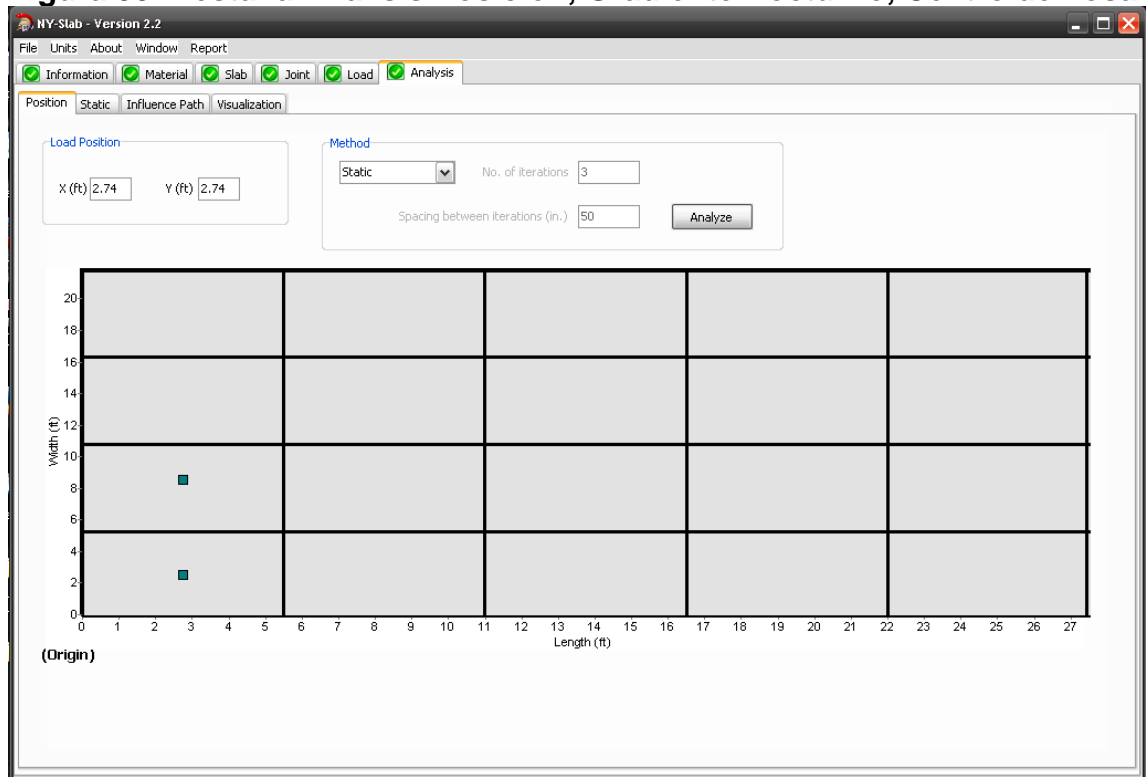 NY-Slab - Version 2.2
File Units About Window Report
Information Material Slab Joint Load Analysis
Position Static Influence Path Visualization
Load Position
X (ft) 2.74 Y (ft) 2.74
Method
Static No. of iterations 3
Spacing between iterations (in.) 50 Analyze
20
18
16
14
12
10
8
6
4
2
0
Width (ft)
0 1 2 3 4 5 6 7 8 9 10 11 12 13 14 15 16 17 18 19 20 21 22 23 24 25 26 27
Length (ft)
(Origin)